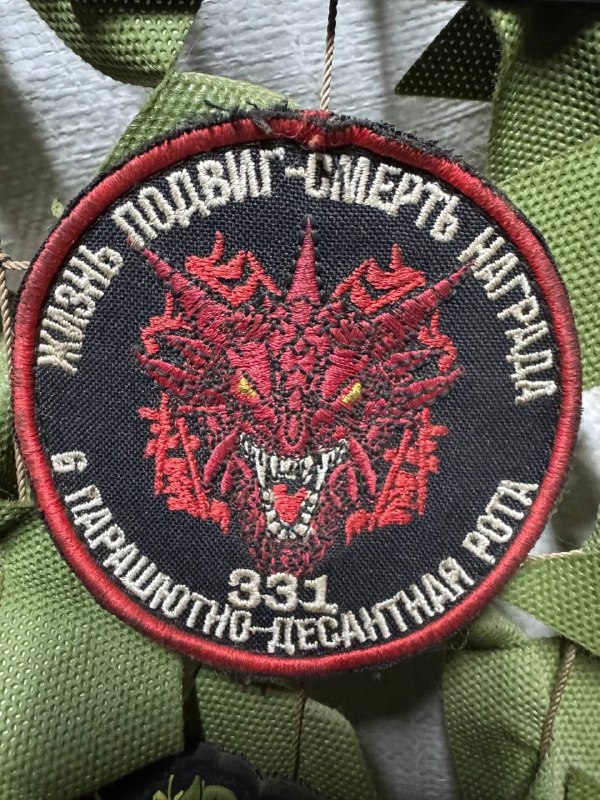 ЖИЗНЬ ПОДВИГ-СМЕРТЬ НАГРАДА
331
6 ПАРАШЮТНО-ДЕСАНТНАЯ РОТА